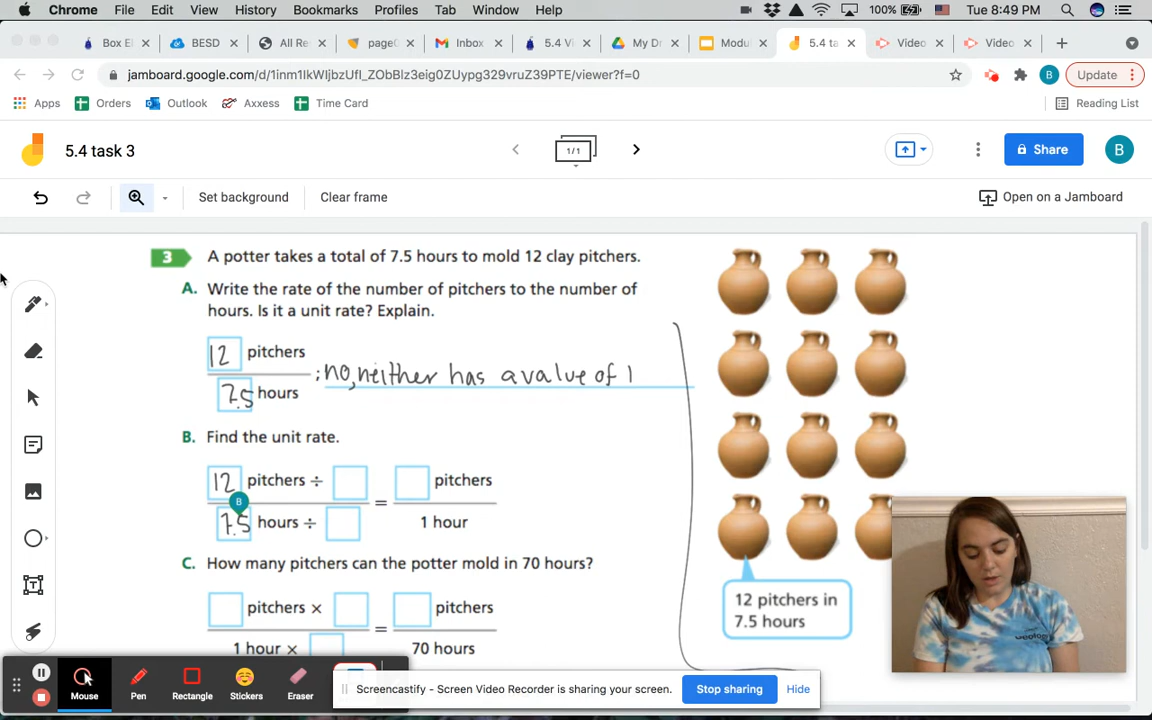 Chrome File Edit View History Bookmarks Profiles Tab Window Help 100% Tue 8:49 PM
Box El BESD All Re page0 Inbox 5.4 Vi My Dr Modul 5.4 ta Video Video
jamboard.google.com/d/1inm1IkWIjbzUfI_ZObBlz3eig0ZUypg329vruZ39PTE/viewer?f=0 B Update
Apps Orders Outlook Axxess Time Card Reading List
5.4 task 3 1/1 Share B
Set background Clear frame Open on a Jamboard
3 A potter takes a total of 7.5 hours to mold 12 clay pitchers.
A. Write the rate of the number of pitchers to the number of
hours. Is it a unit rate? Explain.
12 pitchers
7.5 hours
; no, neither has a value of 1
B. Find the unit rate.
12 pitchers ÷ = pitchers
B
7.5 hours ÷ 1 hour
C. How many pitchers can the potter mold in 70 hours?
pitchers × = pitchers
1 hour × 70 hours
12 pitchers in
7.5 hours
Mouse Pen Rectangle Stickers Eraser
Screencastify - Screen Video Recorder is sharing your screen. Stop sharing Hide